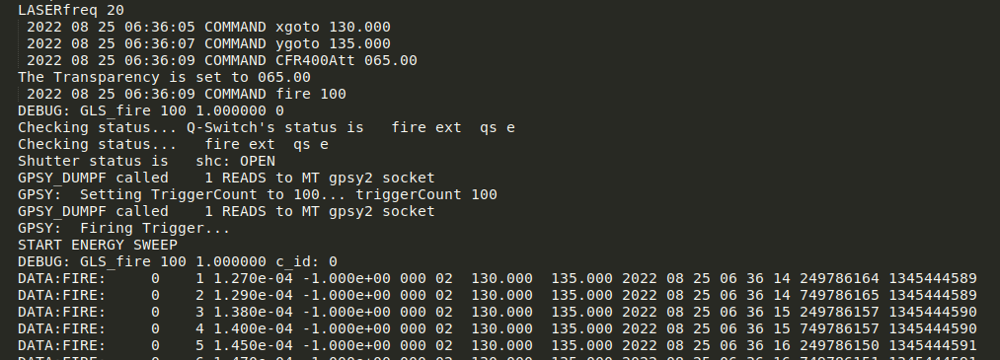 LASERfreq 20
2022 08 25 06:36:05 COMMAND xgoto 130.000
2022 08 25 06:36:07 COMMAND ygoto 135.000
2022 08 25 06:36:09 COMMAND CFR400Att 065.00
The Transparency is set to 065.00
2022 08 25 06:36:09 COMMAND fire 100
DEBUG: GLS_fire 100 1.000000 0
Checking status... Q-Switch's status is   fire ext  qs e
Checking status...   fire ext  qs e
Shutter status is   shc: OPEN
GPSY_DUMPF called    1 READS to MT gpsy2 socket
GPSY:  Setting TriggerCount to 100... triggerCount 100
GPSY_DUMPF called    1 READS to MT gpsy2 socket
GPSY:  Firing Trigger...
START ENERGY SWEEP
DEBUG: GLS_fire 100 1.000000 c_id: 0
DATA:FIRE:     0    1 1.270e-04 -1.000e+00 000 02  130.000  135.000 2022 08 25 06 36 14 249786164 1345444589
DATA:FIRE:     0    2 1.290e-04 -1.000e+00 000 02  130.000  135.000 2022 08 25 06 36 14 749786165 1345444589
DATA:FIRE:     0    3 1.380e-04 -1.000e+00 000 02  130.000  135.000 2022 08 25 06 36 15 249786157 1345444590
DATA:FIRE:     0    4 1.400e-04 -1.000e+00 000 02  130.000  135.000 2022 08 25 06 36 15 749786157 1345444590
DATA:FIRE:     0    5 1.450e-04 -1.000e+00 000 02  130.000  135.000 2022 08 25 06 36 16 249786150 1345444591